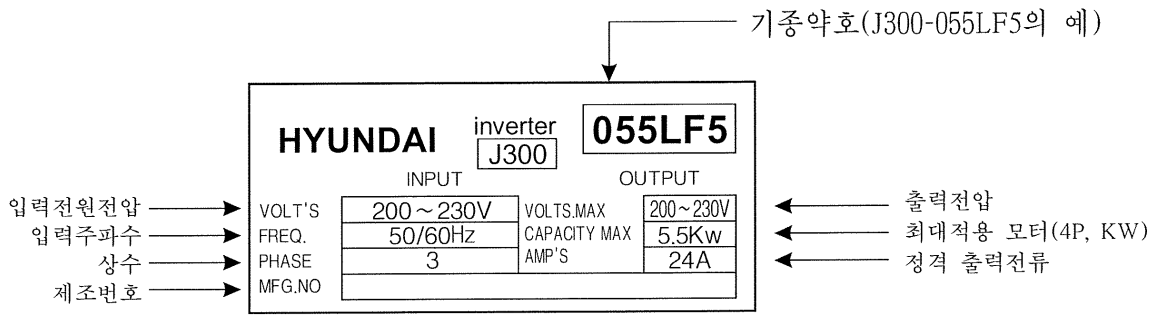 기종약호(J300-055LF5의 예)
HYUNDAI inverter J300 055LF5
INPUT OUTPUT
입력전원전압 VOLT'S 200~230V VOLTS.MAX 200~230V 출력전압
입력주파수 FREQ. 50/60Hz CAPACITY MAX 5.5Kw 최대적용 모터(4P, KW)
상수 PHASE 3 AMP'S 24A 정격 출력전류
제조번호 MFG.NO